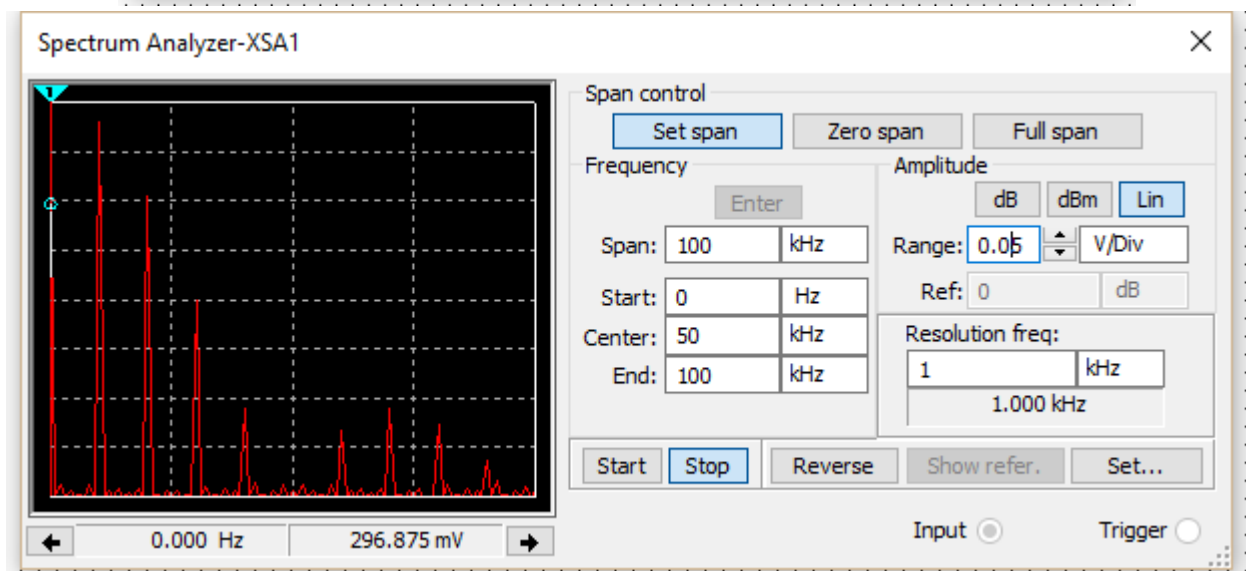 Spectrum Analyzer-XSA1
1
Span control
Set span Zero span Full span
Frequency Amplitude
Enter dB dBm Lin
Span: 100 kHz Range: 0.05 V/Div
Start: 0 Hz Ref: 0 dB
Center: 50 kHz Resolution freq:
End: 100 kHz 1 kHz
1.000 kHz
Start Stop Reverse Show refer. Set...
0.000 Hz 296.875 mV Input Trigger